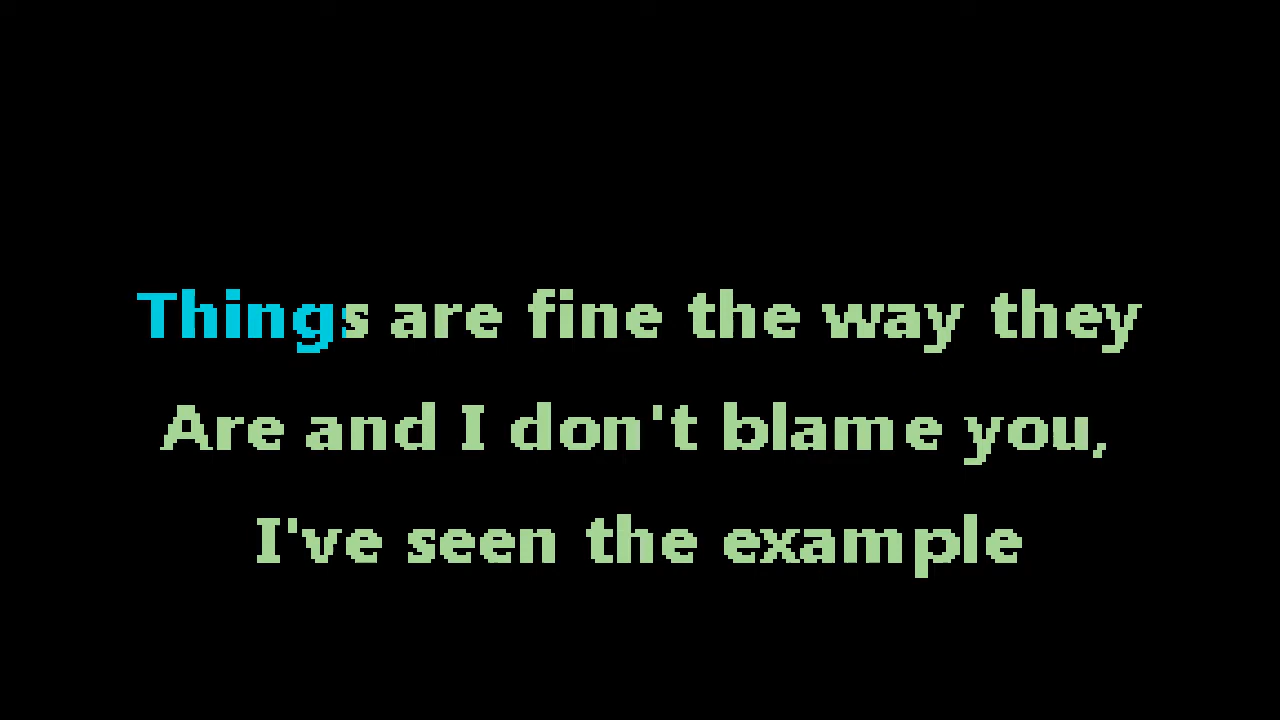 Things are fine the way they
Are and I don't blame you,
I've seen the example